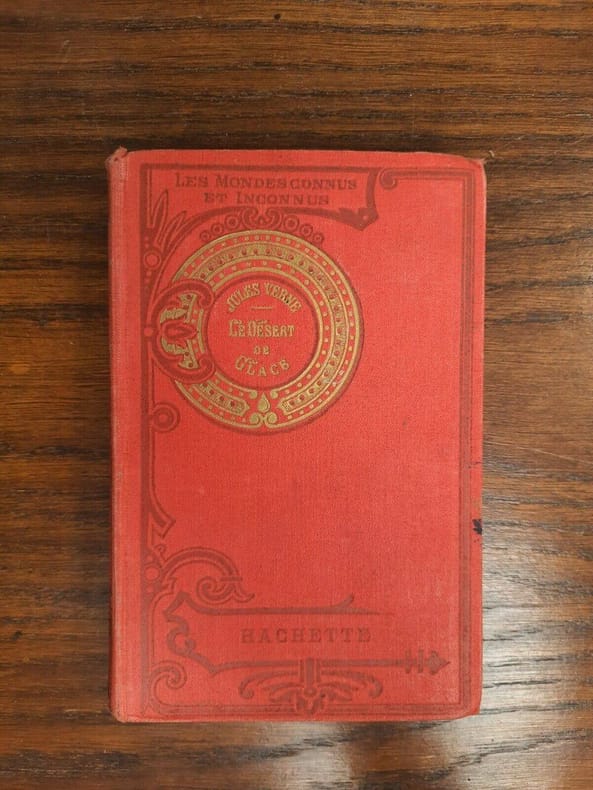 LES MONDES CONNUS
ET INCONNUS
JULES VERNE
LE DÉSERT
DE
GLACE
HACHETTE